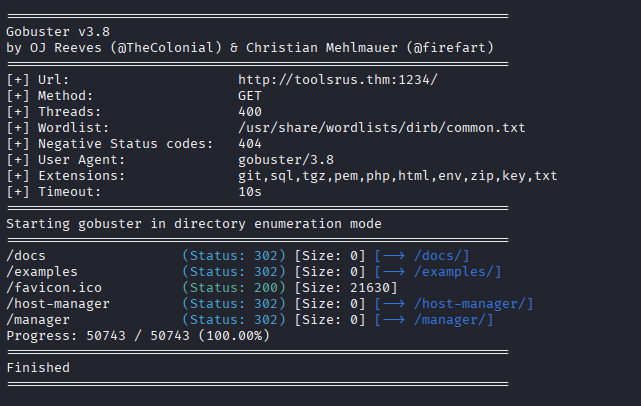 ===============================================================
Gobuster v3.8
by OJ Reeves (@TheColonial) & Christian Mehlmauer (@firefart)
===============================================================
[+] Url:                     http://toolsrus.thm:1234/
[+] Method:                  GET
[+] Threads:                 400
[+] Wordlist:                /usr/share/wordlists/dirb/common.txt
[+] Negative Status codes:   404
[+] User Agent:              gobuster/3.8
[+] Extensions:              git,sql,tgz,pem,php,html,env,zip,key,txt
[+] Timeout:                 10s
===============================================================
Starting gobuster in directory enumeration mode
===============================================================
/docs                 (Status: 302) [Size: 0] [--> /docs/]
/examples             (Status: 302) [Size: 0] [--> /examples/]
/favicon.ico          (Status: 200) [Size: 21630]
/host-manager         (Status: 302) [Size: 0] [--> /host-manager/]
/manager              (Status: 302) [Size: 0] [--> /manager/]
Progress: 50743 / 50743 (100.00%)
===============================================================
Finished
===============================================================